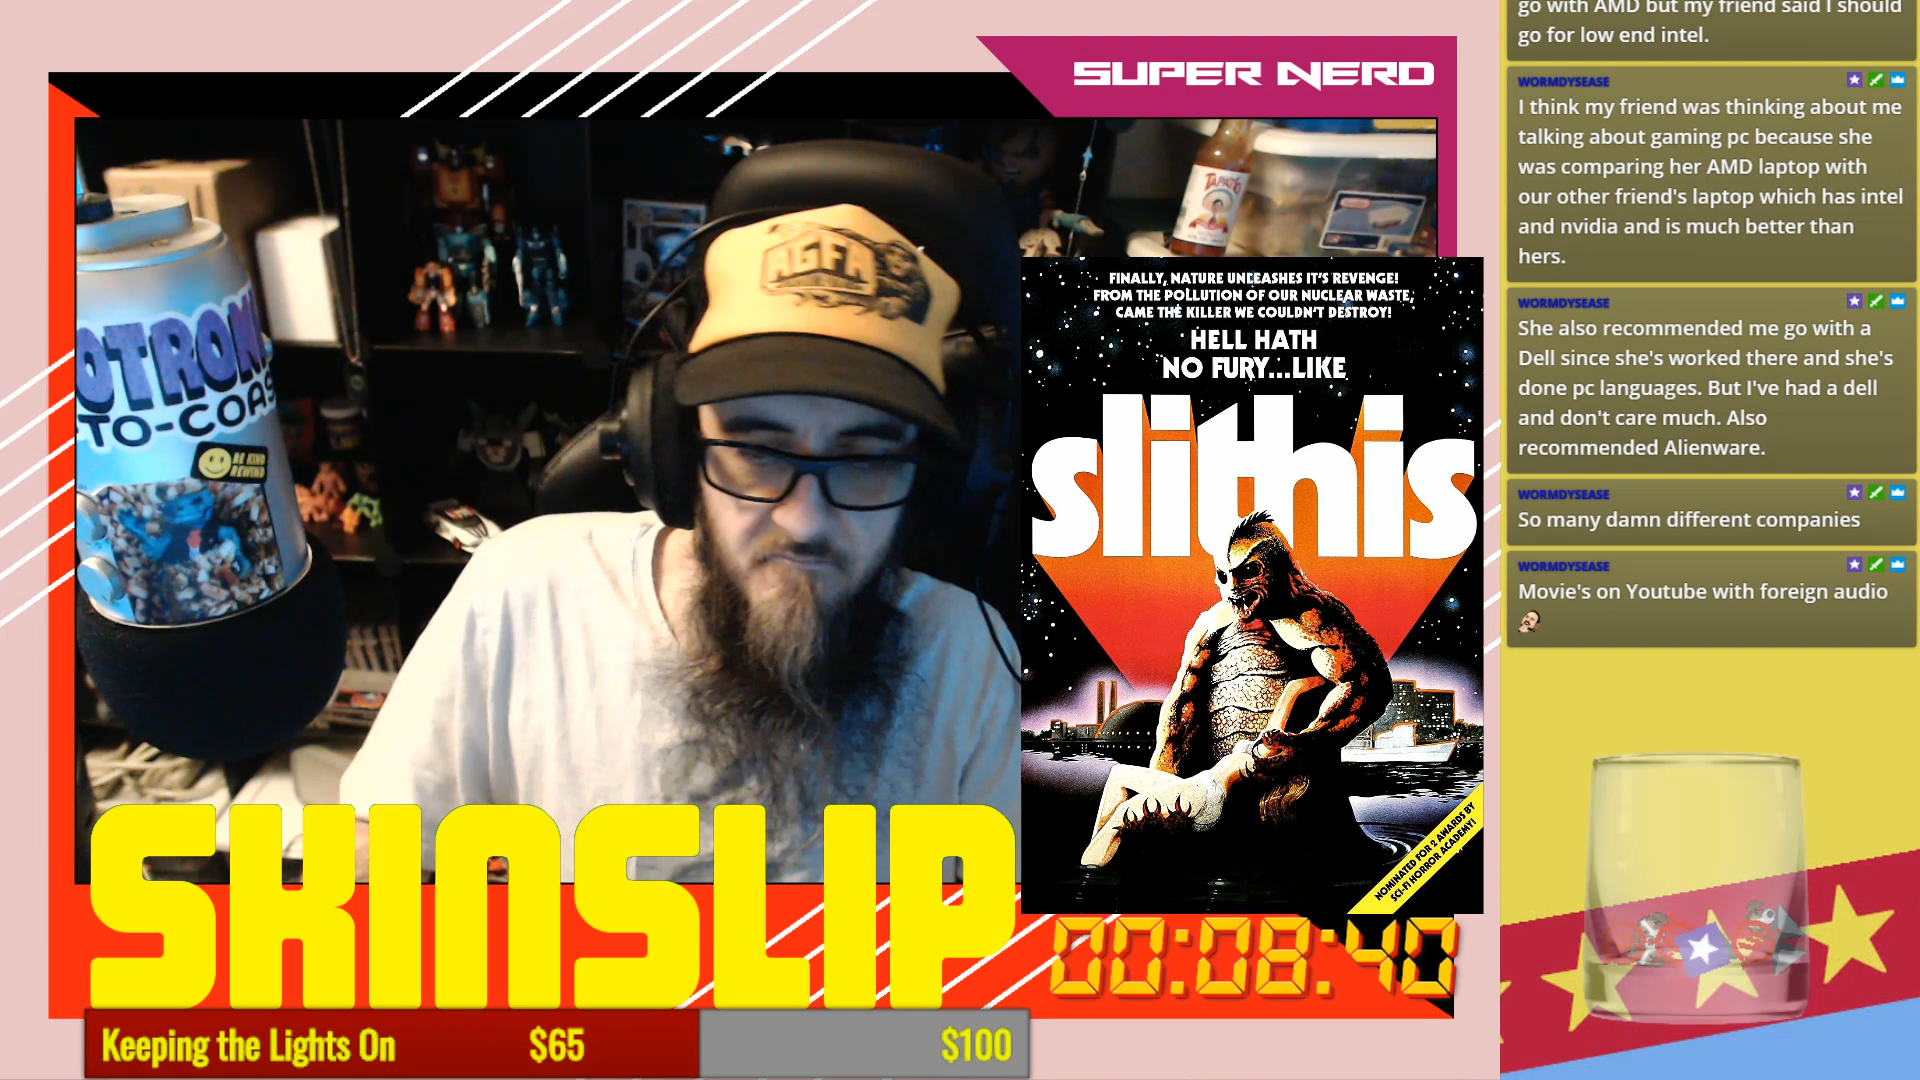 SUPER NERD
AGFA
TAPATIO
OTRON
-TO-COAS
BE KIND
REWIND
FINALLY, NATURE UNLEASHES IT'S REVENGE!
FROM THE POLLUTION OF OUR NUCLEAR WASTE,
CAME THE KILLER WE COULDN'T DESTROY!
HELL HATH
NO FURY...LIKE
slithis
NOMINATED FOR 2 AWARDS BY
SCI-FI HORROR ACADEMY!
SKINSLIP
00:08:40
Keeping the Lights On $65 $100
go with AMD but my friend said I should
go for low end intel.
WORMDYSEASE
I think my friend was thinking about me
talking about gaming pc because she
was comparing her AMD laptop with
our other friend's laptop which has intel
and nvidia and is much better than
hers.
WORMDYSEASE
She also recommended me go with a
Dell since she's worked there and she's
done pc languages. But I've had a dell
and don't care much. Also
recommended Alienware.
WORMDYSEASE
So many damn different companies
WORMDYSEASE
Movie's on Youtube with foreign audio